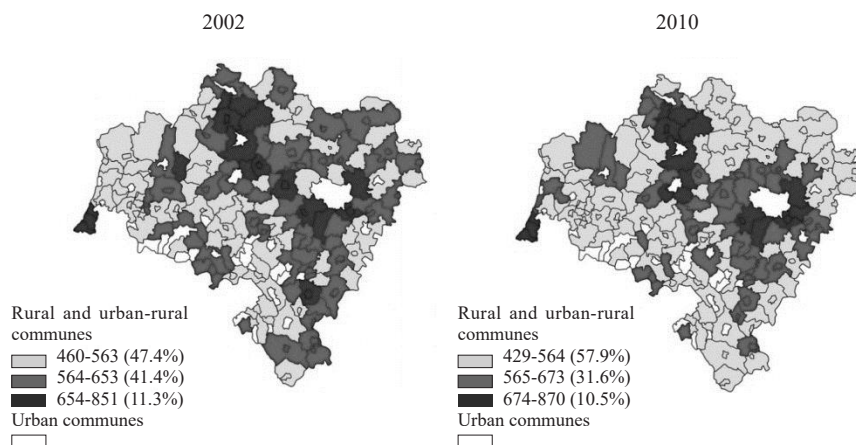 2002
2010
Rural and urban-rural
communes
460-563 (47.4%)
564-653 (41.4%)
654-851 (11.3%)
Urban communes
Rural and urban-rural
communes
429-564 (57.9%)
565-673 (31.6%)
674-870 (10.5%)
Urban communes